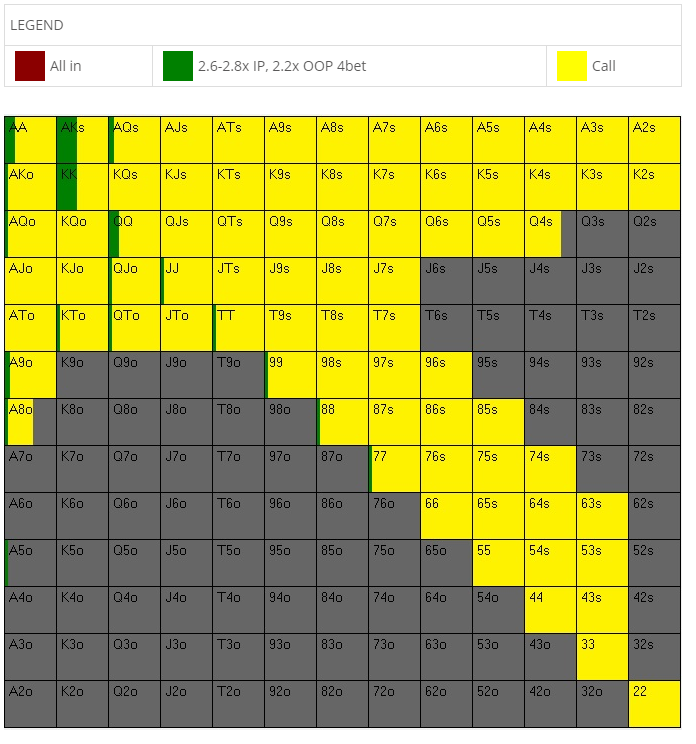 LEGEND
All in 2.6-2.8x IP, 2.2x OOP 4bet Call
AA AKs AQs AJs ATs A9s A8s A7s A6s A5s A4s A3s A2s
AKo KK KQs KJs KTs K9s K8s K7s K6s K5s K4s K3s K2s
AQo KQo QQ QJs QTs Q9s Q8s Q7s Q6s Q5s Q4s Q3s Q2s
AJo KJo QJo JJ JTs J9s J8s J7s J6s J5s J4s J3s J2s
ATo KTo QTo JTo TT T9s T8s T7s T6s T5s T4s T3s T2s
A9o K9o Q9o J9o T9o 99 98s 97s 96s 95s 94s 93s 92s
A8o K8o Q8o J8o T8o 98o 88 87s 86s 85s 84s 83s 82s
A7o K7o Q7o J7o T7o 97o 87o 77 76s 75s 74s 73s 72s
A6o K6o Q6o J6o T6o 96o 86o 76o 66 65s 64s 63s 62s
A5o K5o Q5o J5o T5o 95o 85o 75o 65o 55 54s 53s 52s
A4o K4o Q4o J4o T4o 94o 84o 74o 64o 54o 44 43s 42s
A3o K3o Q3o J3o T3o 93o 83o 73o 63o 53o 43o 33 32s
A2o K2o Q2o J2o T2o 92o 82o 72o 62o 52o 42o 32o 22